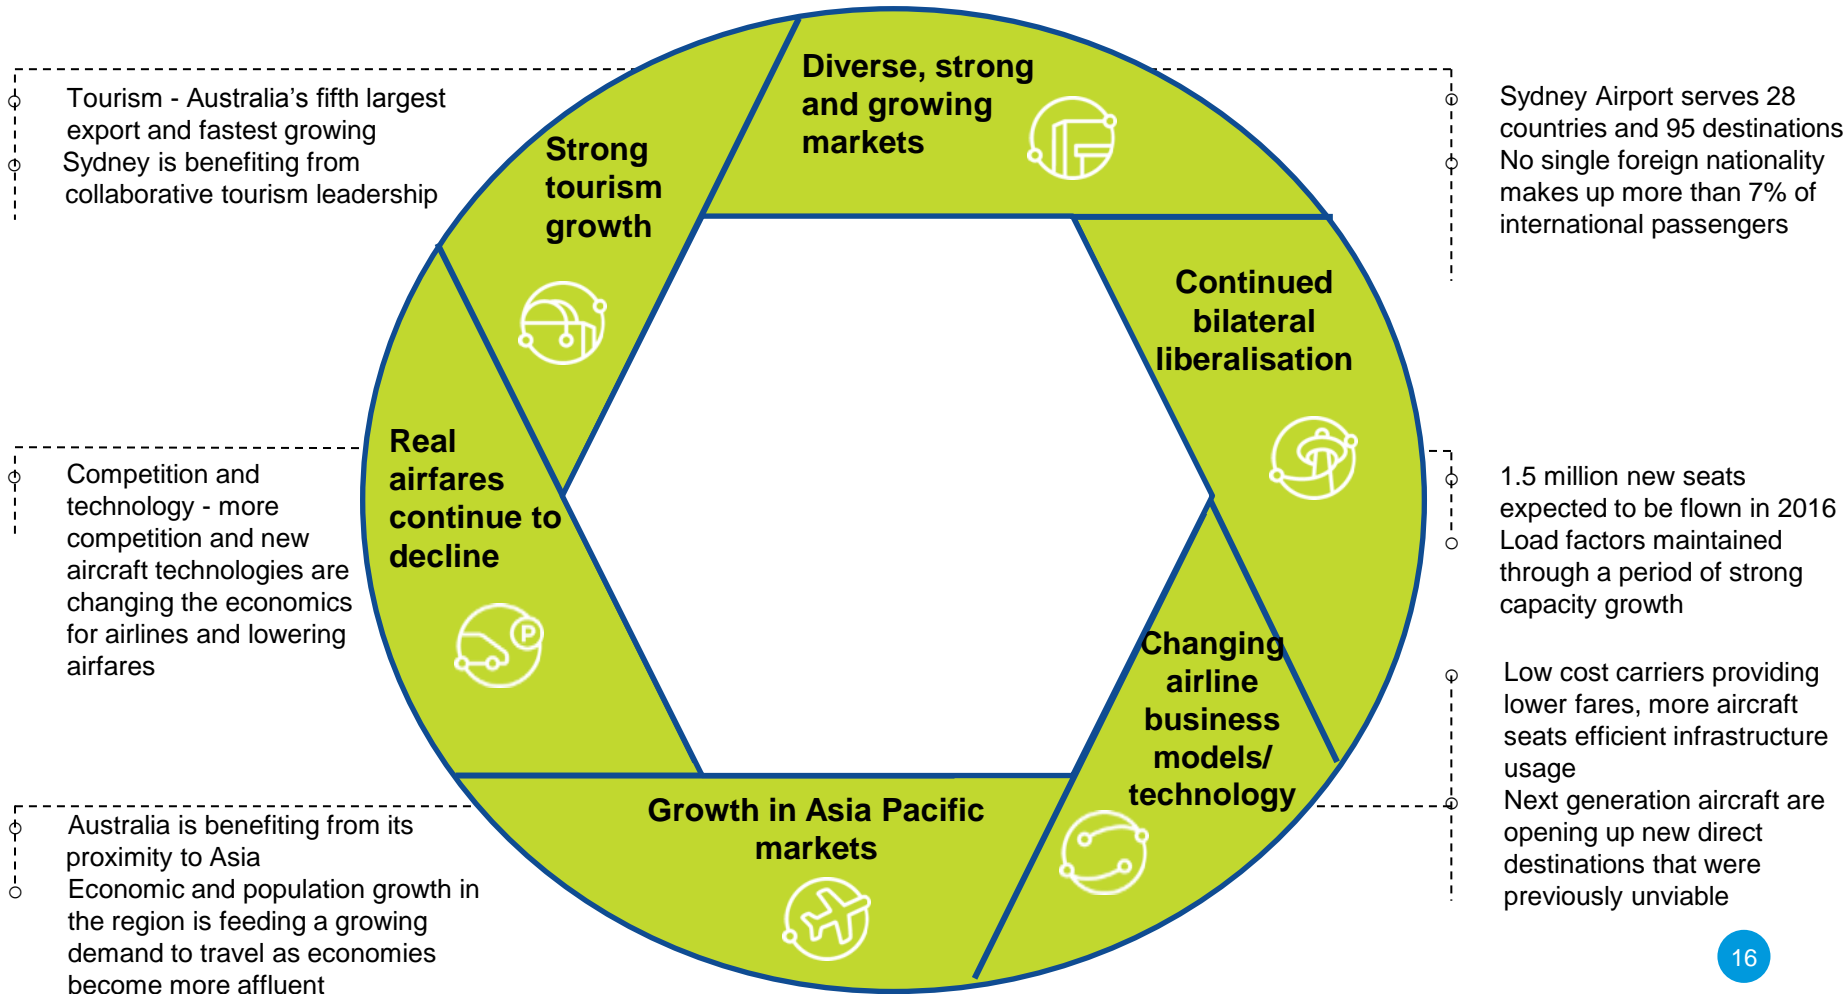 Diverse, strong
and growing
markets
Sydney Airport serves 28
countries and 95 destinations
No single foreign nationality
makes up more than 7% of
international passengers
Continued
bilateral
liberalisation
1.5 million new seats
expected to be flown in 2016
Load factors maintained
through a period of strong
capacity growth
Changing
airline
business
models/
technology
Low cost carriers providing
lower fares, more aircraft
seats efficient infrastructure
usage
Next generation aircraft are
opening up new direct
destinations that were
previously unviable
Growth in Asia Pacific
markets
Australia is benefiting from its
proximity to Asia
Economic and population growth in
the region is feeding a growing
demand to travel as economies
become more affluent
Real
airfares
continue to
decline
P
Competition and
technology - more
competition and new
aircraft technologies are
changing the economics
for airlines and lowering
airfares
Strong
tourism
growth
Tourism - Australia's fifth largest
export and fastest growing
Sydney is benefiting from
collaborative tourism leadership
16